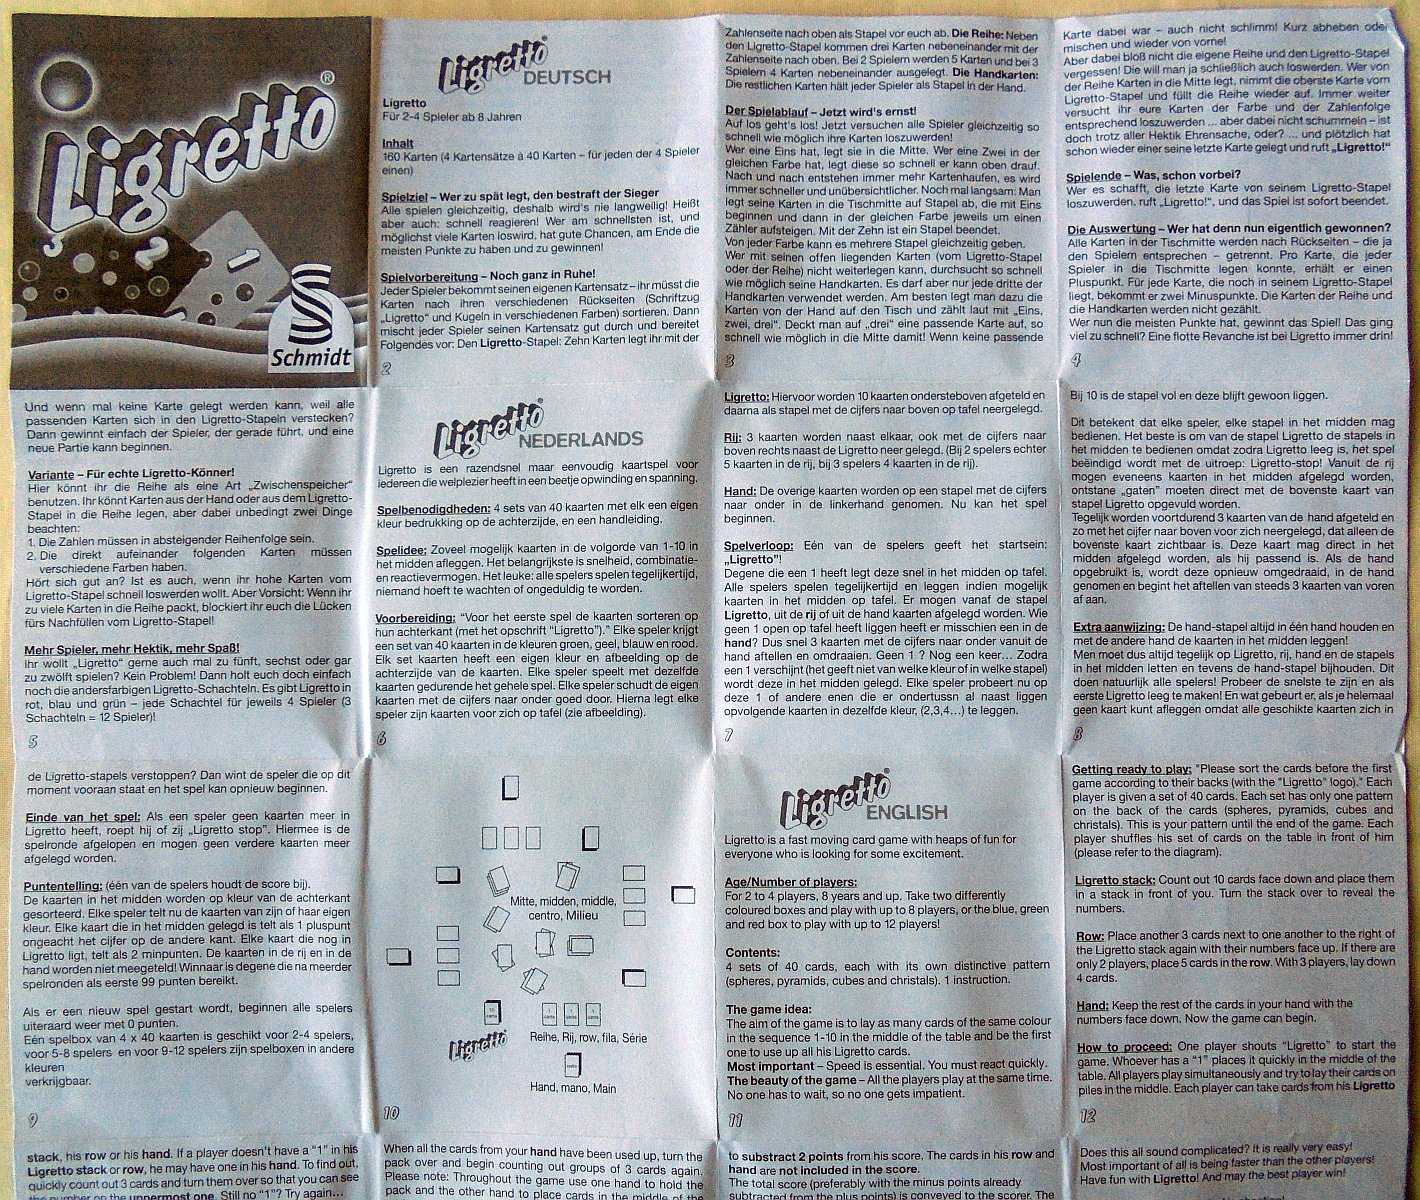 Ligretto®
3
2
1
Schmidt
Ligretto®
DEUTSCH
Ligretto
Für 2-4 Spieler ab 8 Jahren
Inhalt
160 Karten (4 Kartensätze à 40 Karten – für jeden der 4 Spieler
einen)
Spielziel – Wer zu spät legt, den bestraft der Sieger
Alle spielen gleichzeitig, deshalb wird's nie langweilig! Heißt
aber auch: schnell reagieren! Wer am schnellsten ist, und
möglichst viele Karten loswird, hat gute Chancen, am Ende die
meisten Punkte zu haben und zu gewinnen!
Spielvorbereitung – Noch ganz in Ruhe!
Jeder Spieler bekommt seinen eigenen Kartensatz – ihr müsst die
Karten nach ihren verschiedenen Rückseiten (Schriftzug
„Ligretto" und Kugeln in verschiedenen Farben) sortieren. Dann
mischt jeder Spieler seinen Kartensatz gut durch und bereitet
Folgendes vor: Den Ligretto-Stapel: Zehn Karten legt ihr mit der
2
Zahlenseite nach oben als Stapel vor euch ab. Die Reihe: Neben
den Ligretto-Stapel kommen drei Karten nebeneinander mit der
Zahlenseite nach oben. Bei 2 Spielern werden 5 Karten und bei 3
Spielern 4 Karten nebeneinander ausgelegt. Die Handkarten:
Die restlichen Karten hält jeder Spieler als Stapel in der Hand.
Der Spielablauf – Jetzt wird's ernst!
Auf los geht's los! Jetzt versuchen alle Spieler gleichzeitig so
schnell wie möglich ihre Karten loszuwerden!
Wer eine Eins hat, legt sie in die Mitte. Wer eine Zwei in der
gleichen Farbe hat, legt diese so schnell er kann oben drauf.
Nach und nach entstehen immer mehr Kartenhaufen, es wird
immer schneller und unübersichtlicher. Noch mal langsam: Man
legt seine Karten in die Tischmitte auf Stapel ab, die mit Eins
beginnen und dann in der gleichen Farbe jeweils um einen
Zähler aufsteigen. Mit der Zehn ist ein Stapel beendet.
Von jeder Farbe kann es mehrere Stapel gleichzeitig geben.
Wer mit seinen offen liegenden Karten (vom Ligretto-Stapel
oder der Reihe) nicht weiterlegen kann, durchsucht so schnell
wie möglich seine Handkarten. Es darf aber nur jede dritte der
Handkarten verwendet werden. Am besten legt man dazu die
Karten von der Hand auf den Tisch und zählt laut mit „Eins,
zwei, drei". Deckt man auf „drei" eine passende Karte auf, so
schnell wie möglich in die Mitte damit! Wenn keine passende
3
Karte dabei war – auch nicht schlimm! Kurz abheben oder
mischen und wieder von vorne!
Aber dabei bloß nicht die eigene Reihe und den Ligretto-Stapel
vergessen! Die will man ja schließlich auch loswerden. Wer von
der Reihe Karten in die Mitte legt, nimmt die oberste Karte vom
Ligretto-Stapel und füllt die Reihe wieder auf. Immer weiter
versucht ihr eure Karten der Farbe und der Zahlenfolge
entsprechend loszuwerden ... aber dabei nicht schummeln – ist
doch trotz aller Hektik Ehrensache, oder? ... und plötzlich hat
schon wieder einer seine letzte Karte gelegt und ruft „Ligretto!"
Spielende – Was, schon vorbei?
Wer es schafft, die letzte Karte von seinem Ligretto-Stapel
loszuwerden, ruft „Ligretto!", und das Spiel ist sofort beendet.
Die Auswertung – Wer hat denn nun eigentlich gewonnen?
Alle Karten in der Tischmitte werden nach Rückseiten – die ja
den Spielern entsprechen – getrennt. Pro Karte, die jeder
Spieler in die Tischmitte legen konnte, erhält er einen
Pluspunkt. Für jede Karte, die noch in seinem Ligretto-Stapel
liegt, bekommt er zwei Minuspunkte. Die Karten der Reihe und
die Handkarten werden nicht gezählt.
Wer nun die meisten Punkte hat, gewinnt das Spiel! Das ging
viel zu schnell? Eine flotte Revanche ist bei Ligretto immer drin!
4
Und wenn mal keine Karte gelegt werden kann, weil alle
passenden Karten sich in den Ligretto-Stapeln verstecken?
Dann gewinnt einfach der Spieler, der gerade führt, und eine
neue Partie kann beginnen.
Variante – Für echte Ligretto-Könner!
Hier könnt ihr die Reihe als eine Art „Zwischenspeicher"
benutzen. Ihr könnt Karten aus der Hand oder aus dem Ligretto-
Stapel in die Reihe legen, aber dabei unbedingt zwei Dinge
beachten:
1. Die Zahlen müssen in absteigender Reihenfolge sein.
2. Die direkt aufeinander folgenden Karten müssen
verschiedene Farben haben.
Hört sich gut an? Ist es auch, wenn ihr hohe Karten vom
Ligretto-Stapel schnell loswerden wollt. Aber Vorsicht: Wenn ihr
zu viele Karten in die Reihe packt, blockiert ihr euch die Lücken
fürs Nachfüllen vom Ligretto-Stapel!
Mehr Spieler, mehr Hektik, mehr Spaß!
Ihr wollt „Ligretto" gerne auch mal zu fünft, sechst oder gar
zu zwölft spielen? Kein Problem! Dann holt euch doch einfach
noch die andersfarbigen Ligretto-Schachteln. Es gibt Ligretto in
rot, blau und grün – jede Schachtel für jeweils 4 Spieler (3
Schachteln = 12 Spieler)!
5
Ligretto®
NEDERLANDS
Ligretto is een razendsnel maar eenvoudig kaartspel voor
iedereen die welplezier heeft in een beetje opwinding en spanning.
Spelbenodigdheden: 4 sets van 40 kaarten met elk een eigen
kleur bedrukking op de achterzijde, en een handleiding.
Spelidee: Zoveel mogelijk kaarten in de volgorde van 1-10 in
het midden afleggen. Het belangrijkste is snelheid, combinatie-
en reactievermogen. Het leuke: alle spelers spelen tegelijkertijd,
niemand hoeft te wachten of ongeduldig te worden.
Voorbereiding: "Voor het eerste spel de kaarten sorteren op
hun achterkant (met het opschrift "Ligretto")." Elke speler krijgt
een set van 40 kaarten in de kleuren groen, geel, blauw en rood.
Elk set kaarten heeft een eigen kleur en afbeelding op de
achterzijde van de kaarten. Elke speler speelt met dezelfde
kaarten gedurende het gehele spel. Elke speler schudt de eigen
kaarten met de cijfers naar onder goed door. Hierna legt elke
speler zijn kaarten voor zich op tafel (zie afbeelding).
6
Ligretto: Hiervoor worden 10 kaarten ondersteboven afgeteld en
daarna als stapel met de cijfers naar boven op tafel neergelegd.
Rij: 3 kaarten worden naast elkaar, ook met de cijfers naar
boven rechts naast de Ligretto neer gelegd. (Bij 2 spelers echter
5 kaarten in de rij, bij 3 spelers 4 kaarten in de rij).
Hand: De overige kaarten worden op een stapel met de cijfers
naar onder in de linkerhand genomen. Nu kan het spel
beginnen.
Spelverloop: Eén van de spelers geeft het startsein:
„Ligretto"!
Degene die een 1 heeft legt deze snel in het midden op tafel.
Alle spelers spelen tegelijkertijd en leggen indien mogelijk
kaarten in het midden op tafel. Er mogen vanaf de stapel
Ligretto, uit de rij of uit de hand kaarten afgelegd worden. Wie
geen 1 open op tafel heeft liggen heeft er misschien een in de
hand? Dus snel 3 kaarten met de cijfers naar onder vanuit de
hand aftellen en omdraaien. Geen 1 ? Nog een keer... Zodra
een 1 verschijnt (het geeft niet van welke kleur of in welke stapel)
wordt deze in het midden gelegd. Elke speler probeert nu op
deze 1 of andere enen die er ondertussn al naast liggen
opvolgende kaarten in dezelfde kleur, (2,3,4...) te leggen.
7
Bij 10 is de stapel vol en deze blijft gewoon liggen.
Dit betekent dat elke speler, elke stapel in het midden mag
bedienen. Het beste is om van de stapel Ligretto de stapels in
het midden te bedienen omdat zodra Ligretto leeg is, het spel
beëindigd wordt met de uitroep: Ligretto-stop! Vanuit de rij
mogen eveneens kaarten in het midden afgelegd worden,
ontstane „gaten" moeten direct met de bovenste kaart van
stapel Ligretto opgevuld worden.
Tegelijk worden voortdurend 3 kaarten van de hand afgeteld en
zo met het cijfer naar boven voor zich neergelegd, dat alleen de
bovenste kaart zichtbaar is. Deze kaart mag direct in het
midden afgelegd worden, als hij passend is. Als de hand
opgebruikt is, wordt deze opnieuw omgedraaid, in de hand
genomen en begint het aftellen van steeds 3 kaarten van voren
af aan.
Extra aanwijzing: De hand-stapel altijd in één hand houden en
met de andere hand de kaarten in het midden leggen!
Men moet dus altijd tegelijk op Ligretto, rij, hand en de stapels
in het midden letten en tevens de hand-stapel bijhouden. Dit
doen natuurlijk alle spelers! Probeer de snelste te zijn en als
eerste Ligretto leeg te maken! En wat gebeurt er, als je helemaal
geen kaart kunt afleggen omdat alle geschikte kaarten zich in
8
de Ligretto-stapels verstoppen? Dan wint de speler die op dit
moment vooraan staat en het spel kan opnieuw beginnen.
Einde van het spel: Als een speler geen kaarten meer in
Ligretto heeft, roept hij of zij „Ligretto stop". Hiermee is de
spelronde afgelopen en mogen geen verdere kaarten meer
afgelegd worden.
Puntentelling: (één van de spelers houdt de score bij).
De kaarten in het midden worden op kleur van de achterkant
gesorteerd. Elke speler telt nu de kaarten van zijn of haar eigen
kleur. Elke kaart die in het midden gelegd is telt als 1 pluspunt
ongeacht het cijfer op de andere kant. Elke kaart die nog in
Ligretto ligt, telt als 2 minpunten. De kaarten in de rij en in de
hand worden niet meegeteld! Winnaar is degene die na meerder
spelronden als eerste 99 punten bereikt.
Als er een nieuw spel gestart wordt, beginnen alle spelers
uiteraard weer met 0 punten.
Eén spelbox van 4 x 40 kaarten is geschikt voor 2-4 spelers,
voor 5-8 spelers en voor 9-12 spelers zijn spelboxen in andere
kleuren
verkrijgbaar.
9
Mitte, midden, middle,
centro, Milieu
Ligretto®
Reihe, Rij, row, fila, Série
Hand, mano, Main
10
Ligretto®
ENGLISH
Ligretto is a fast moving card game with heaps of fun for
everyone who is looking for some excitement.
Age/Number of players:
For 2 to 4 players, 8 years and up. Take two differently
coloured boxes and play with up to 8 players, or the blue, green
and red box to play with up to 12 players!
Contents:
4 sets of 40 cards, each with its own distinctive pattern
(spheres, pyramids, cubes and christals). 1 instruction.
The game idea:
The aim of the game is to lay as many cards of the same colour
in the sequence 1-10 in the middle of the table and be the first
one to use up all his Ligretto cards.
Most important – Speed is essential. You must react quickly.
The beauty of the game – All the players play at the same time.
No one has to wait, so no one gets impatient.
11
Getting ready to play: "Please sort the cards before the first
game according to their backs (with the "Ligretto" logo)." Each
player is given a set of 40 cards. Each set has only one pattern
on the back of the cards (spheres, pyramids, cubes and
christals). This is your pattern until the end of the game. Each
player shuffles his set of cards on the table in front of him
(please refer to the diagram).
Ligretto stack: Count out 10 cards face down and place them
in a stack in front of you. Turn the stack over to reveal the
numbers.
Row: Place another 3 cards next to one another to the right of
the Ligretto stack again with their numbers face up. If there are
only 2 players, place 5 cards in the row. With 3 players, lay down
4 cards.
Hand: Keep the rest of the cards in your hand with the
numbers face down. Now the game can begin.
How to proceed: One player shouts "Ligretto" to start the
game. Whoever has a "1" places it quickly in the middle of the
table. All players play simultaneously and try to lay their cards on
piles in the middle. Each player can take cards from his Ligretto
12
stack, his row or his hand. If a player doesn't have a "1" in his
Ligretto stack or row, he may have one in his hand. To find out,
quickly count out 3 cards and turn them over so that you can see
the number on the uppermost one. Still no "1"? Try again...
When all the cards from your hand have been used up, turn the
pack over and begin counting out groups of 3 cards again.
Please note: Throughout the game use one hand to hold the
pack and the other hand to place cards in the middle of the
to substract 2 points from his score. The cards in his row and
hand are not included in the score.
The total score (preferably with the minus points already
subtracted from the plus points) is conveyed to the scorer. The
Does this all sound complicated? It is really very easy!
Most important of all is being faster than the other players!
Have fun with Ligretto! And may the best player win!